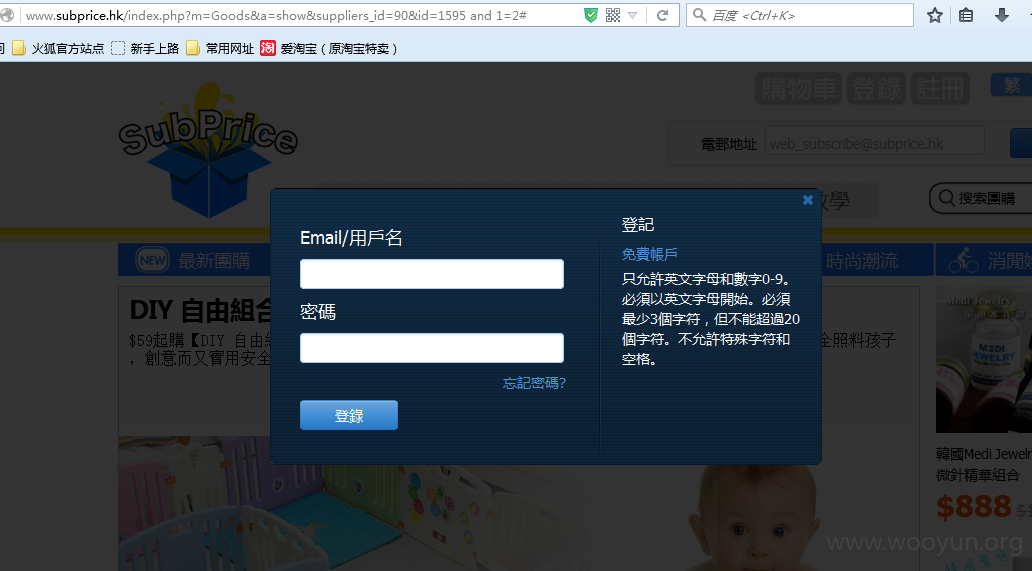 www.subprice.hk/index.php?m=Goods&a=show&suppliers_id=90&id=1595 and 1=2#
百度 <Ctrl+K>
火狐官方站点 新手上路 常用网址 淘 爱淘宝（原淘宝特卖）
購物車 登錄 註冊 繁
SubPrice
電郵地址 web_subscribe@subprice.hk
搜索團購
NEW 最新團購 時尚潮流 消閒
Email/用戶名
密碼
忘記密碼?
登錄
登記
免費帳戶
只允許英文字母和數字0-9。
必須以英文字母開始。必須
最少3個字符，但不能超過20
個字符。不允許特殊字符和
空格。
DIY 自由組合
$59起購【DIY 自由組
全照料孩子
，創意而又實用安全
Medi Jewelry
MEDI
JEWELRY
韓國Medi Jewelr
微針精華組合
$888
www.wooyun.org